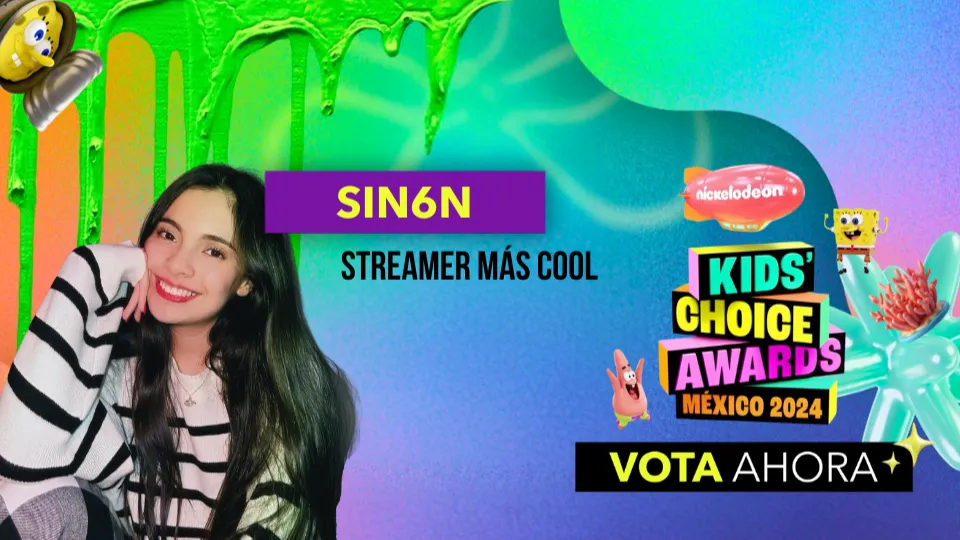 SIN6N
STREAMER MÁS COOL
nickelodeon
KIDS'
CHOICE
AWARDS
MÉXICO 2024
VOTA AHORA